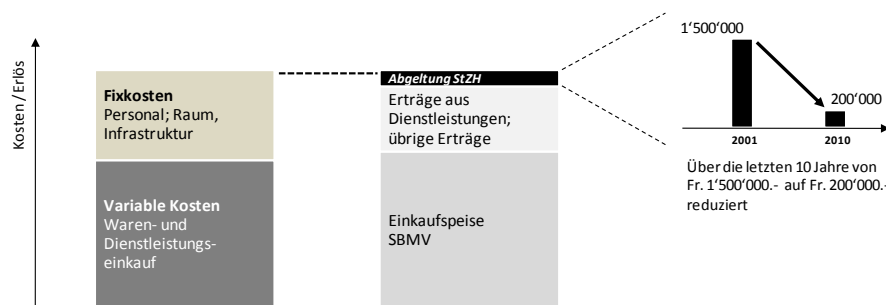 Kosten / Erlös
Fixkosten
Personal; Raum,
Infrastruktur
Variable Kosten
Waren- und
Dienstleistungs-
einkauf
Abgeltung StZH
Erträge aus
Dienstleistungen;
übrige Erträge
Einkaufspeise
SBMV
1'500'000
200'000
2001
2010
Über die letzten 10 Jahre von
Fr. 1'500'000.- auf Fr. 200'000.-
reduziert